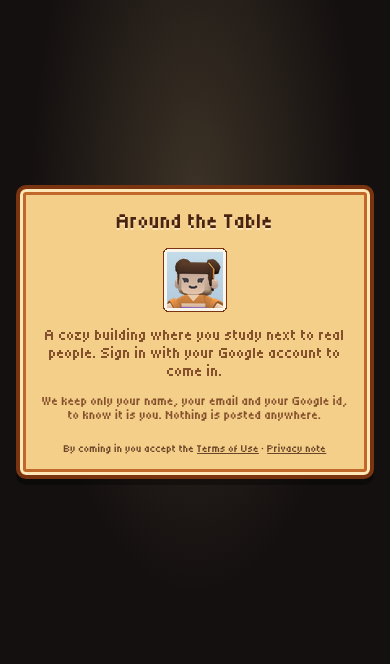 Around the Table
A cozy building where you study next to real
people. Sign in with your Google account to
come in.
We keep only your name, your email and your Google id,
to know it is you. Nothing is posted anywhere.
By coming in you accept the Terms of Use · Privacy note